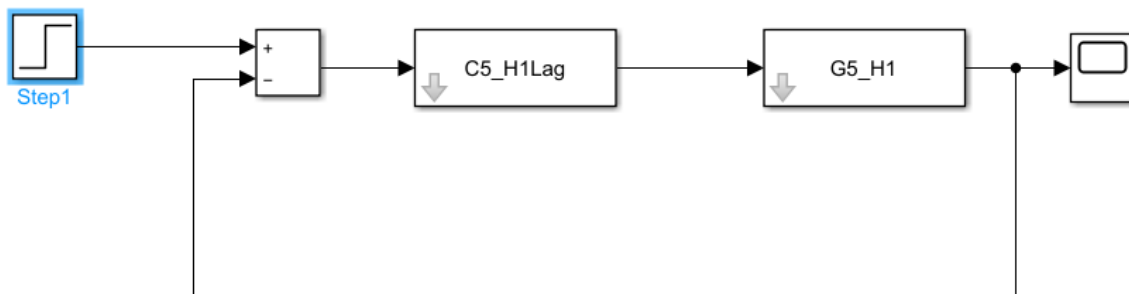 +
−
C5_H1Lag
G5_H1
Step1